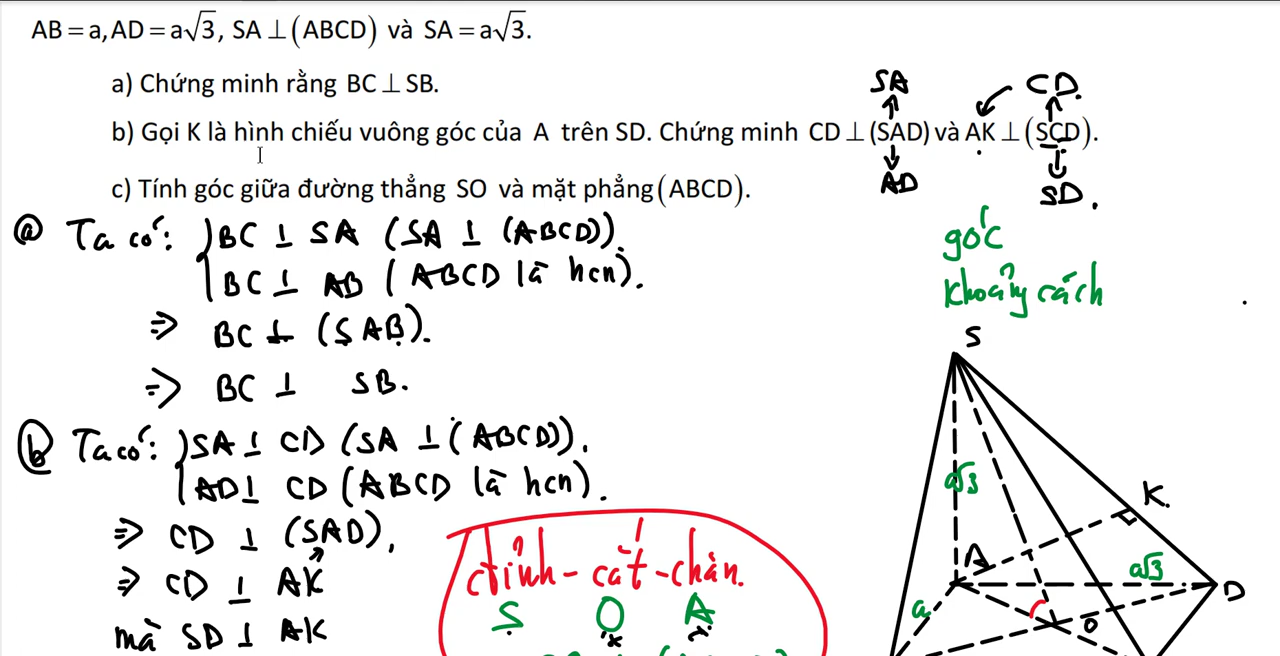 AB = a, AD = a√3, SA ⊥ (ABCD) và SA = a√3.
a) Chứng minh rằng BC ⊥ SB.
SA CD.
b) Gọi K là hình chiếu vuông góc của A trên SD. Chứng minh CD ⊥ (SAD) và AK ⊥ (SCD).
AD SD.
c) Tính góc giữa đường thẳng SO và mặt phẳng (ABCD).
ⓐ Ta có: { BC ⊥ SA (SA ⊥ (ABCD)).
BC ⊥ AB (ABCD là hcn).
⇒ BC ⊥ (SAB).
⇒ BC ⊥ SB.
ⓑ Ta có: { SA ⊥ CD (SA ⊥ (ABCD)).
AD ⊥ CD (ABCD là hcn).
⇒ CD ⊥ (SAD).
⇒ CD ⊥ AK
mà SD ⊥ AK
đỉnh - cắt - chân.
S O A
góc
khoảng cách
S
a√3
K
A
a√3
D
a
O